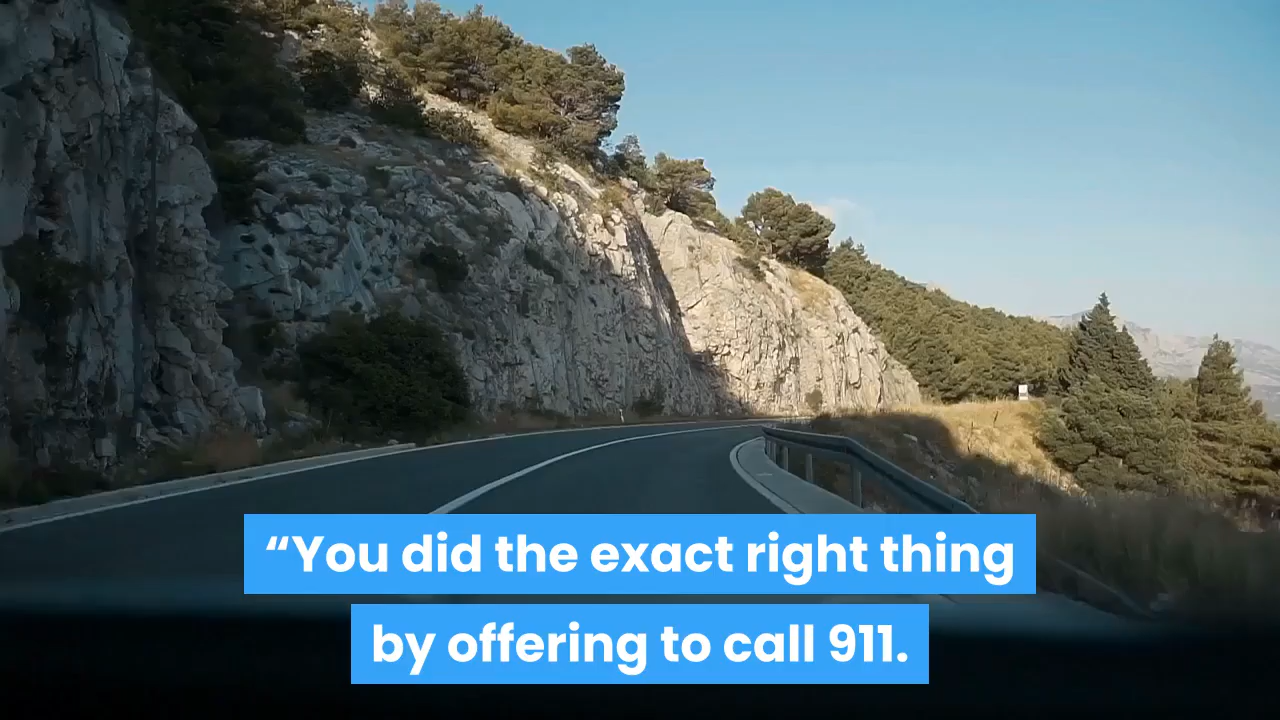 “You did the exact right thing
by offering to call 911.